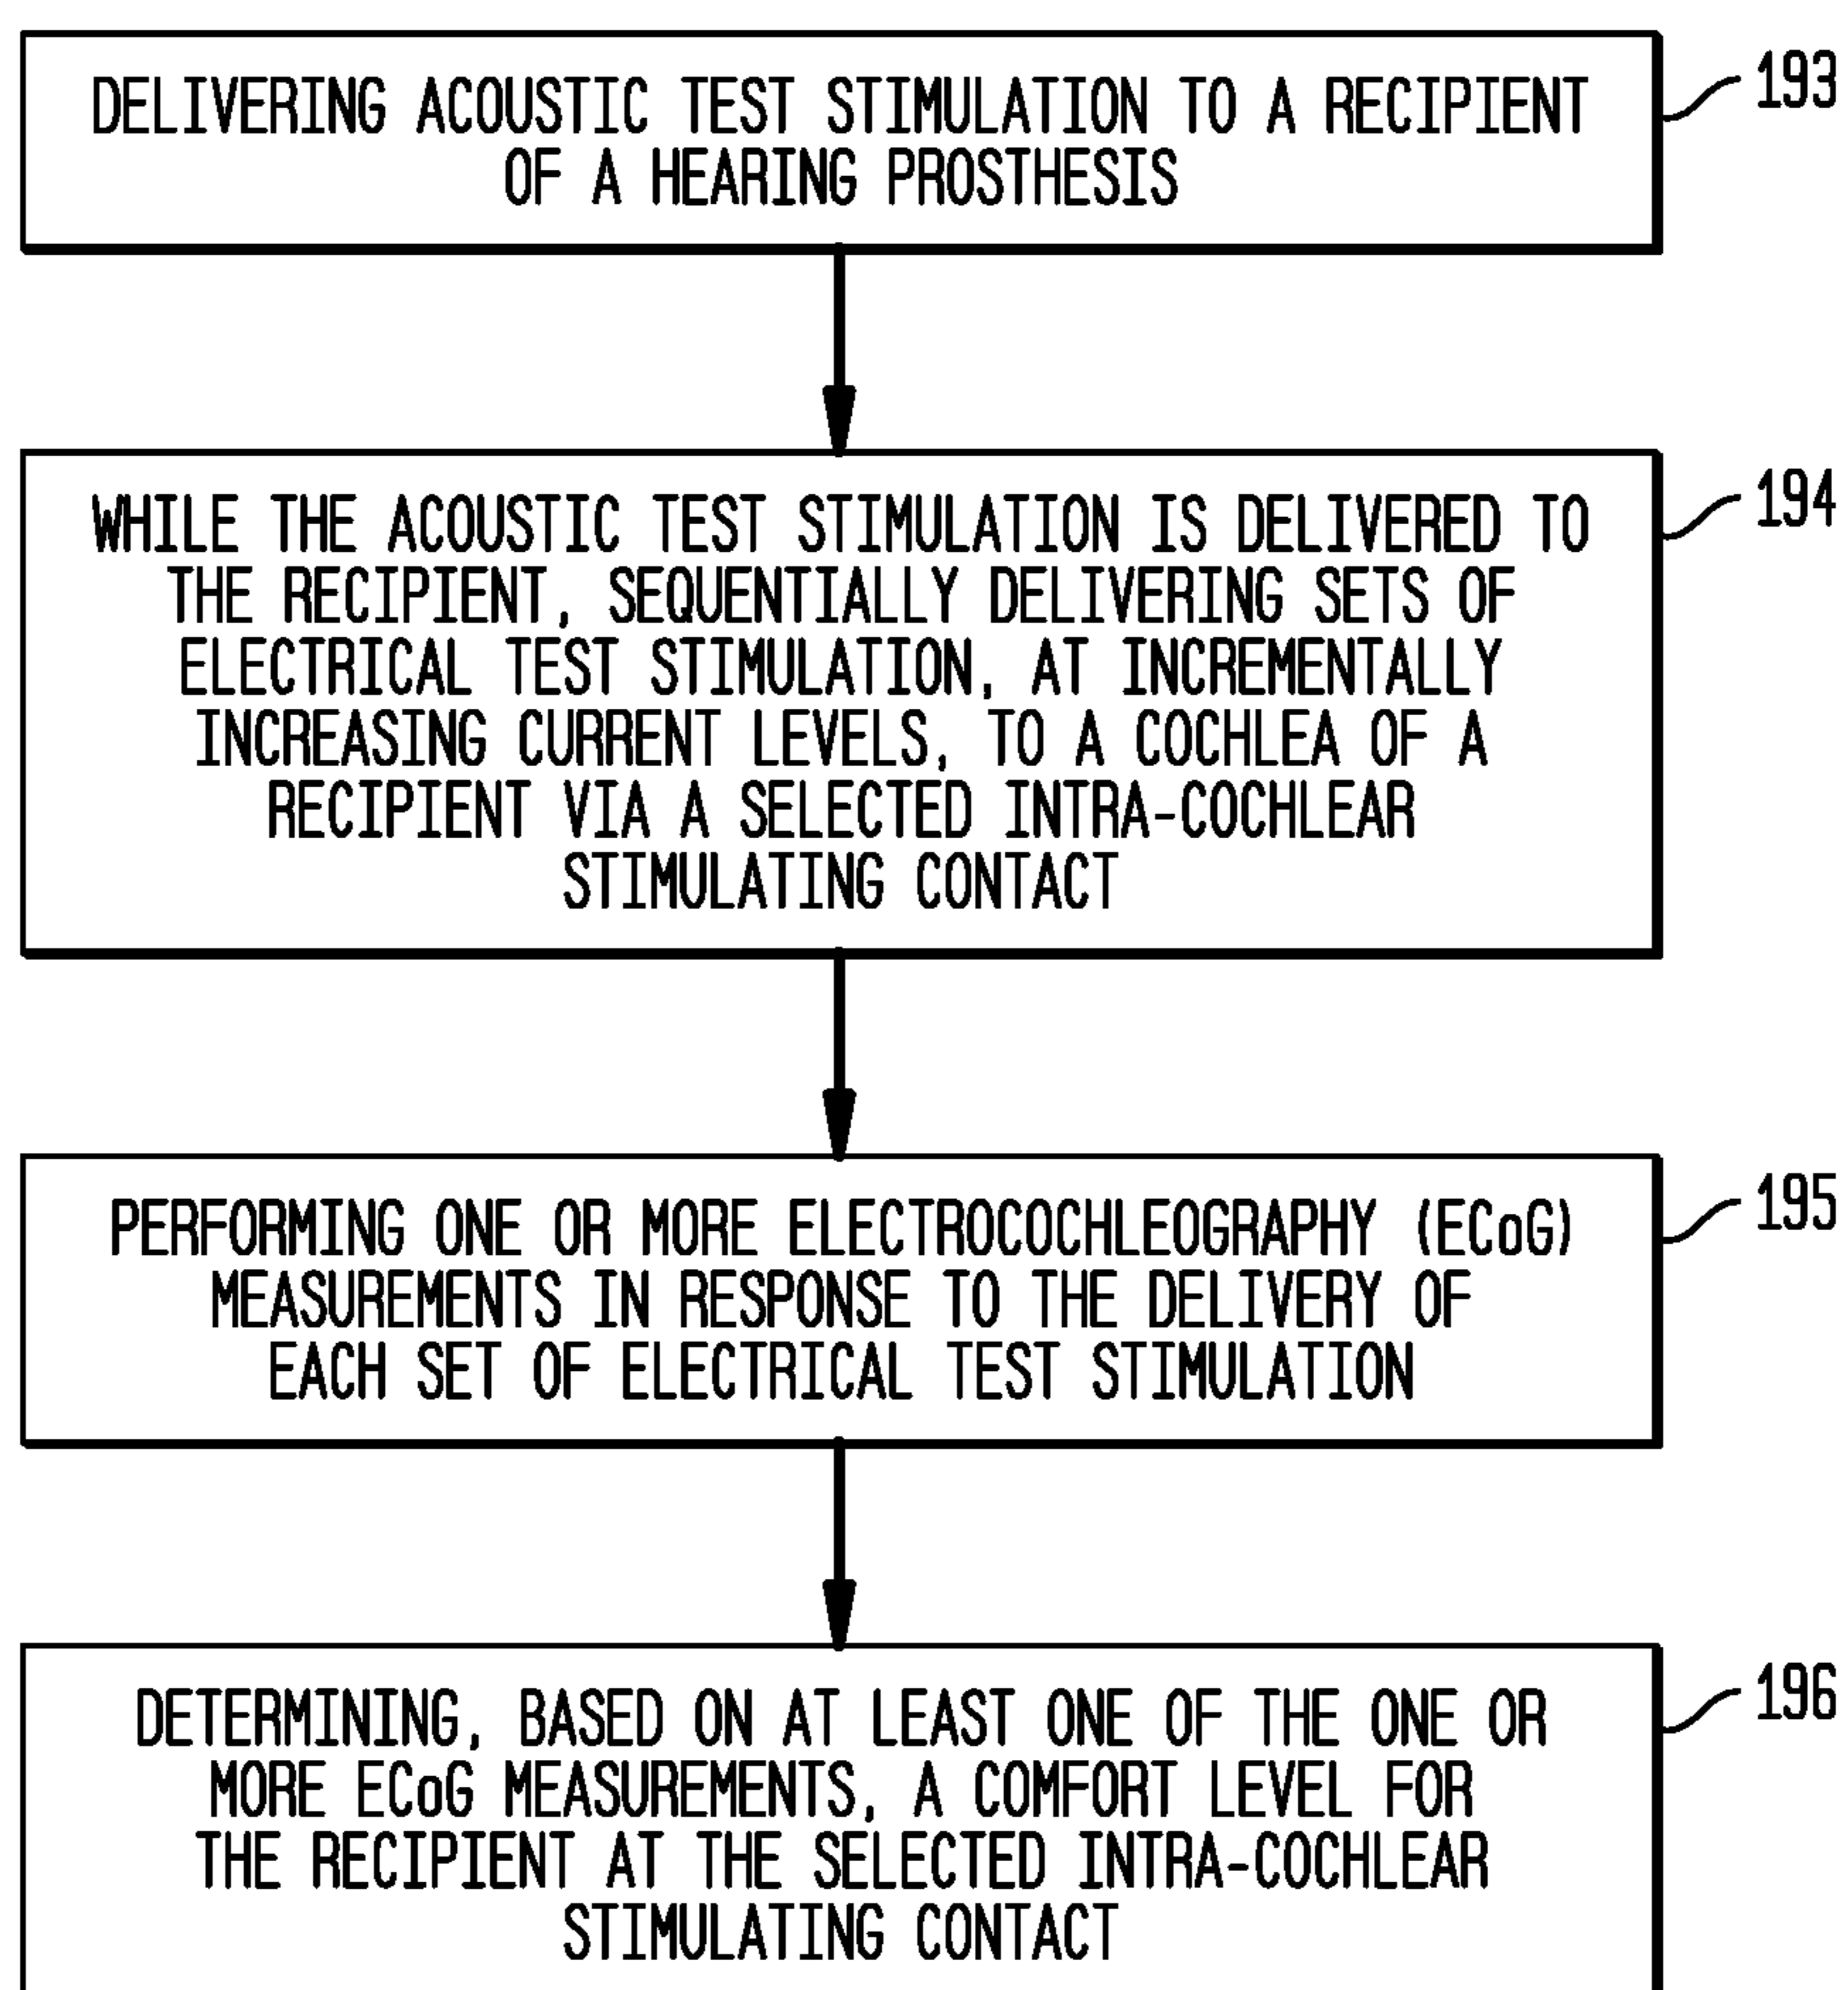 DELIVERING ACOUSTIC TEST STIMULATION TO A RECIPIENT
OF A HEARING PROSTHESIS
193
WHILE THE ACOUSTIC TEST STIMULATION IS DELIVERED TO
THE RECIPIENT, SEQUENTIALLY DELIVERING SETS OF
ELECTRICAL TEST STIMULATION, AT INCREMENTALLY
INCREASING CURRENT LEVELS, TO A COCHLEA OF A
RECIPIENT VIA A SELECTED INTRA-COCHLEAR
STIMULATING CONTACT
194
PERFORMING ONE OR MORE ELECTROCOCHLEOGRAPHY (ECoG)
MEASUREMENTS IN RESPONSE TO THE DELIVERY OF
EACH SET OF ELECTRICAL TEST STIMULATION
195
DETERMINING, BASED ON AT LEAST ONE OF THE ONE OR
MORE ECoG MEASUREMENTS, A COMFORT LEVEL FOR
THE RECIPIENT AT THE SELECTED INTRA-COCHLEAR
STIMULATING CONTACT
196